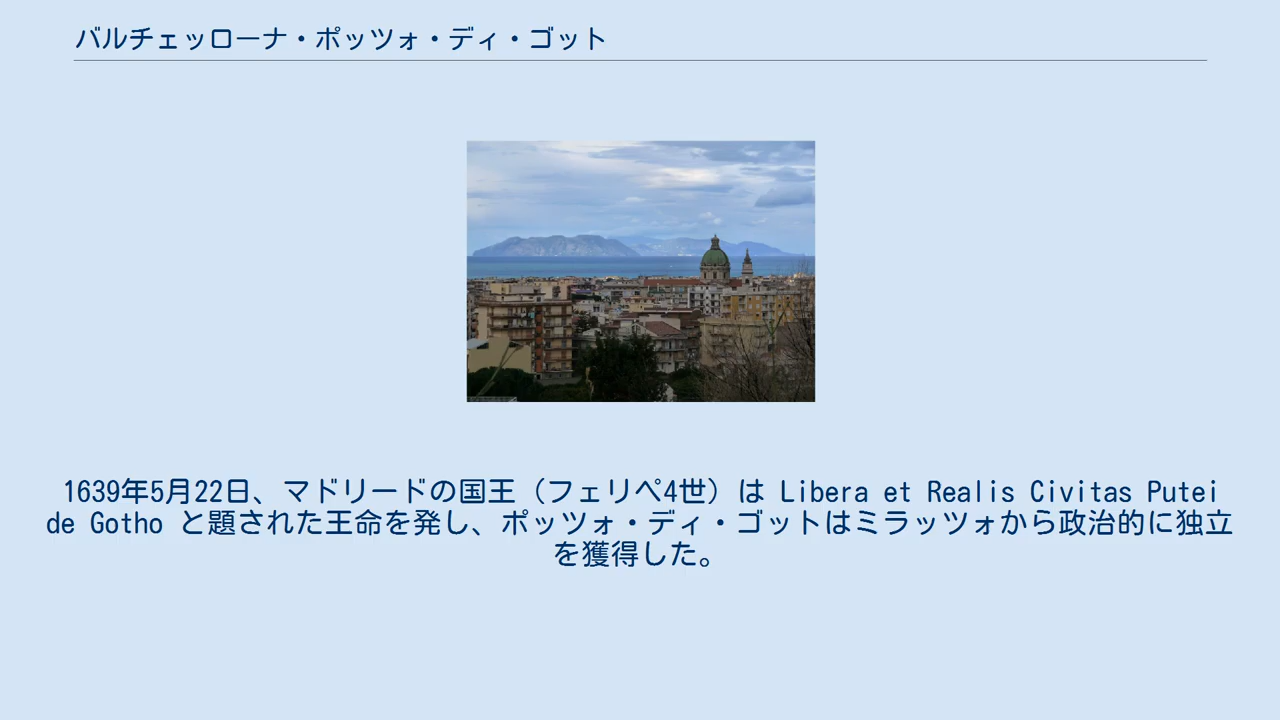 バルチェッローナ・ポッツォ・ディ・ゴット
1639年5月22日、マドリードの国王（フェリペ4世）は Libera et Realis Civitas Putei
de Gotho と題された王命を発し、ポッツォ・ディ・ゴットはミラッツォから政治的に独立
を獲得した。